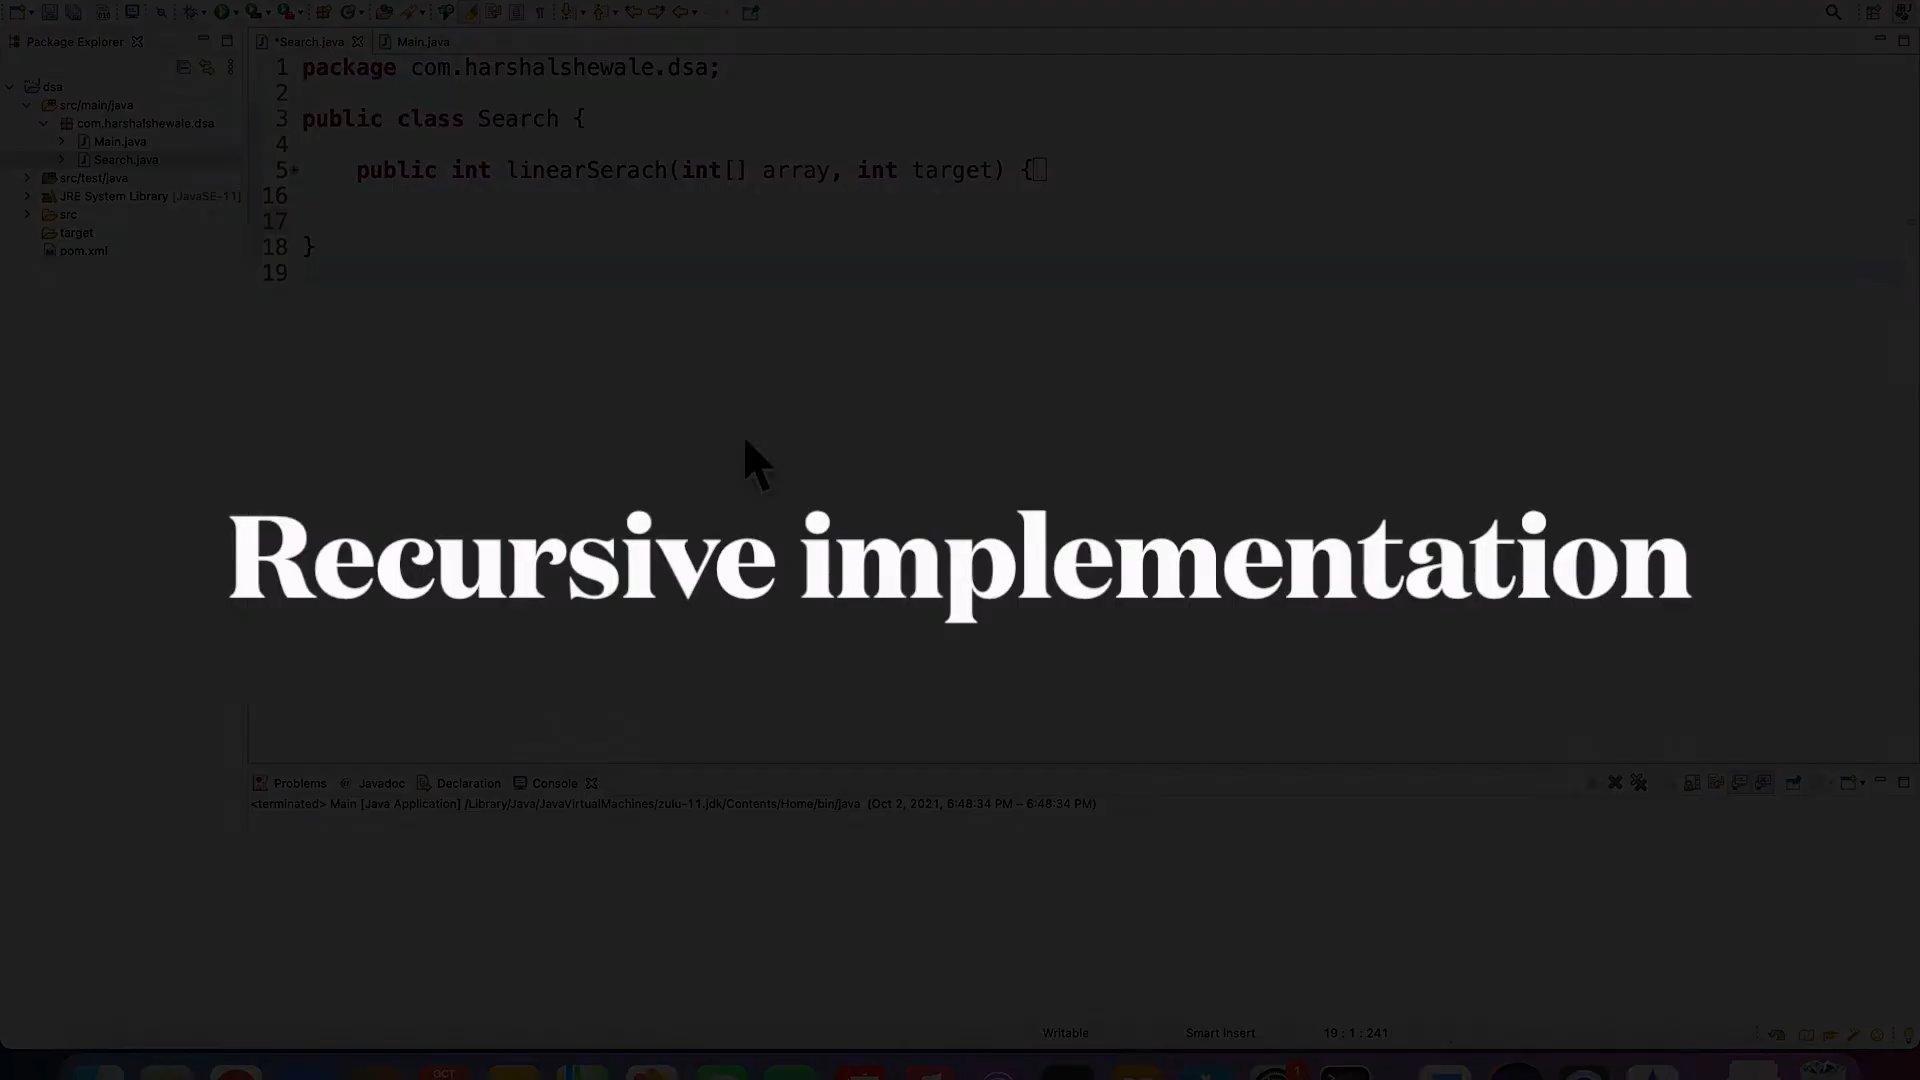 Package Explorer
*Search.java
Main.java
dsa
src/main/java
com.harshalshewale.dsa
Main.java
Search.java
src/test/java
JRE System Library [JavaSE-11]
src
target
pom.xml
1 package com.harshalshewale.dsa;
2
3 public class Search {
4
5 public int linearSerach(int[] array, int target) {
16
17
18 }
19
Recursive implementation
Problems Javadoc Declaration Console
<terminated> Main [Java Application] /Library/Java/JavaVirtualMachines/zulu-11.jdk/Contents/Home/bin/java (Oct 2, 2021, 6:48:34 PM – 6:48:34 PM)
Writable Smart Insert 19 : 1 : 241
OCT
1